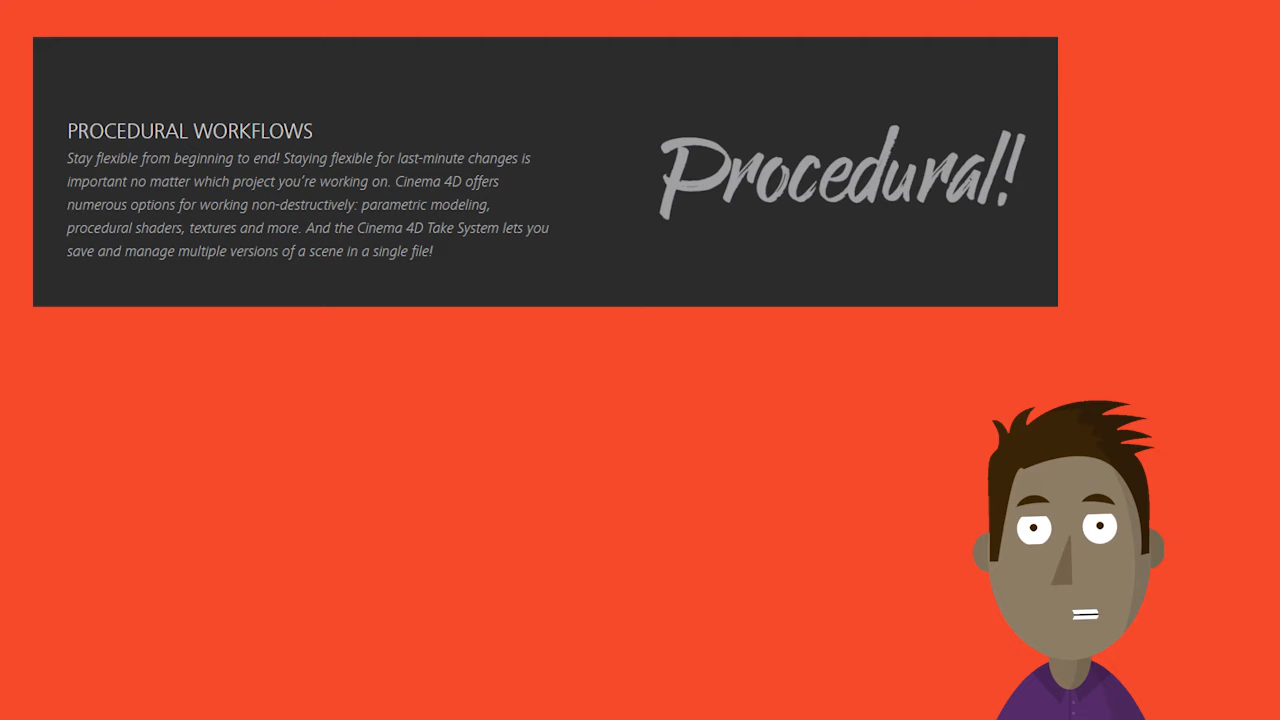 PROCEDURAL WORKFLOWS
Stay flexible from beginning to end! Staying flexible for last-minute changes is
important no matter which project you're working on. Cinema 4D offers
numerous options for working non-destructively: parametric modeling,
procedural shaders, textures and more. And the Cinema 4D Take System lets you
save and manage multiple versions of a scene in a single file!
Procedural!